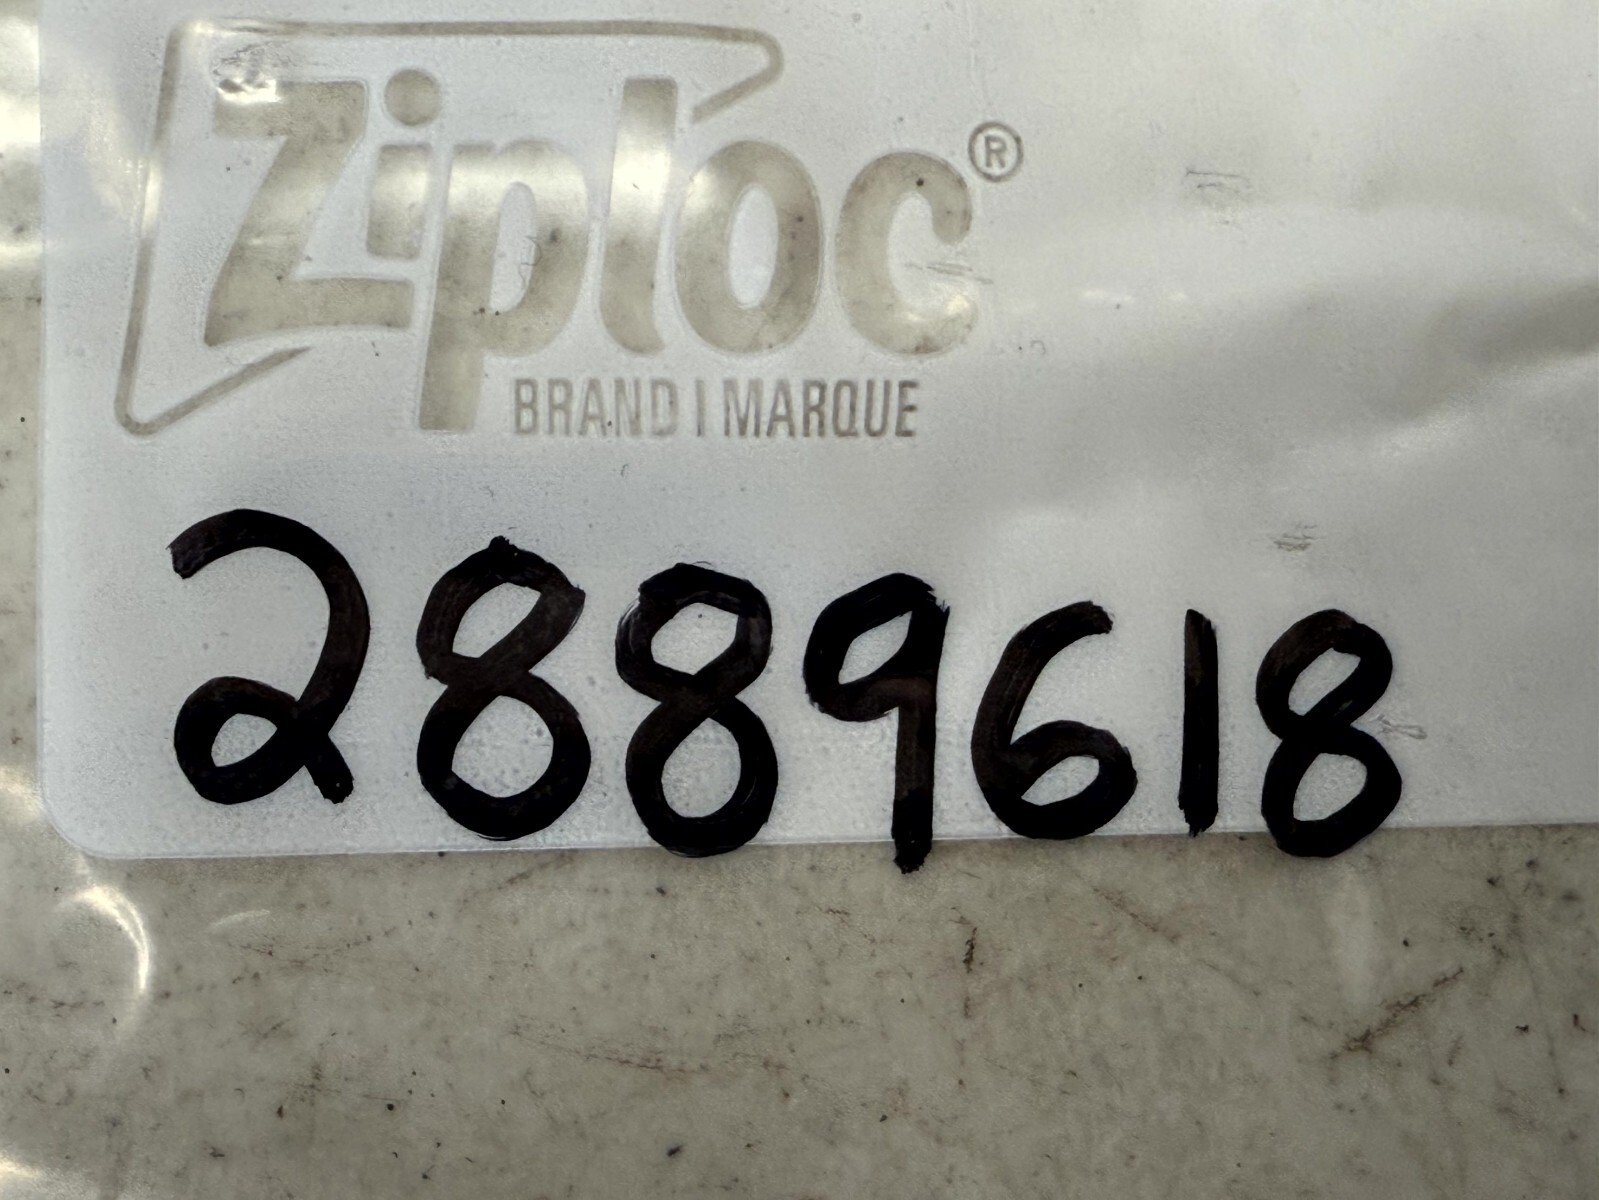 Ziploc®
BRAND | MARQUE
2889618